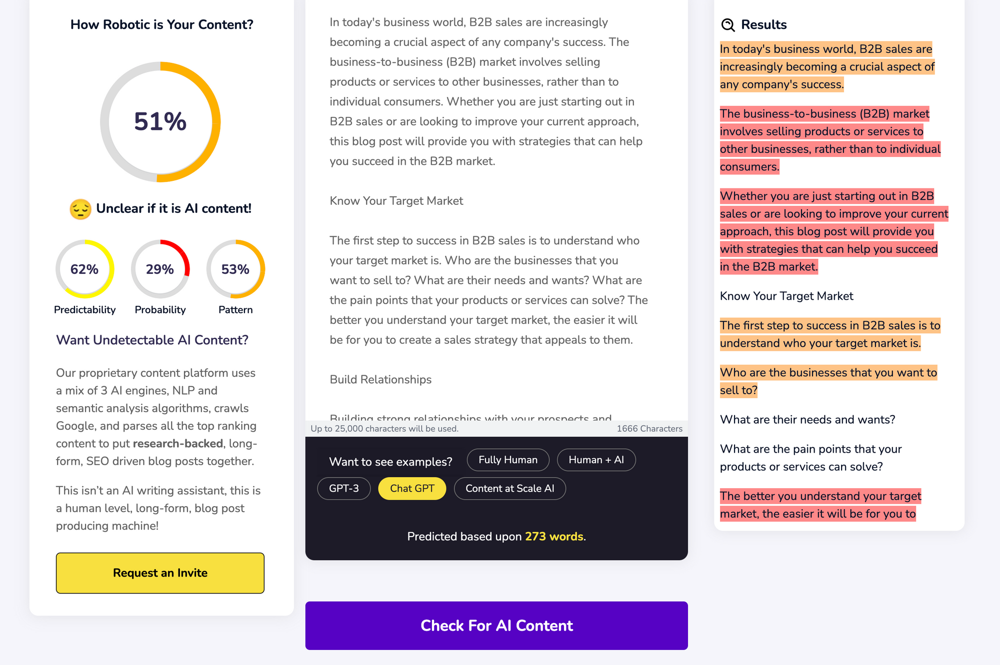 How Robotic is Your Content?
51%
Unclear if it is AI content!
62%
29%
53%
Predictability
Probability
Pattern
Want Undetectable AI Content?
Our proprietary content platform uses
a mix of 3 AI engines, NLP and
semantic analysis algorithms, crawls
Google, and parses all the top ranking
content to put research-backed, long-
form, SEO driven blog posts together.
This isn’t an AI writing assistant, this is
a human level, long-form, blog post
producing machine!
Request an Invite
In today's business world, B2B sales are increasingly
becoming a crucial aspect of any company's success. The
business-to-business (B2B) market involves selling
products or services to other businesses, rather than to
individual consumers. Whether you are just starting out in
B2B sales or are looking to improve your current approach,
this blog post will provide you with strategies that can help
you succeed in the B2B market.
Know Your Target Market
The first step to success in B2B sales is to understand who
your target market is. Who are the businesses that you
want to sell to? What are their needs and wants? What are
the pain points that your products or services can solve? The
better you understand your target market, the easier it will
be for you to create a sales strategy that appeals to them.
Build Relationships
Building strong relationships with your prospects and
Up to 25,000 characters will be used.
1666 Characters
Want to see examples?
Fully Human
Human + AI
GPT-3
Chat GPT
Content at Scale AI
Predicted based upon 273 words.
Check For AI Content
Results
In today's business world, B2B sales are
increasingly becoming a crucial aspect of
any company's success.
The business-to-business (B2B) market
involves selling products or services to
other businesses, rather than to individual
consumers.
Whether you are just starting out in B2B
sales or are looking to improve your current
approach, this blog post will provide you
with strategies that can help you succeed
in the B2B market.
Know Your Target Market
The first step to success in B2B sales is to
understand who your target market is.
Who are the businesses that you want to
sell to?
What are their needs and wants?
What are the pain points that your
products or services can solve?
The better you understand your target
market, the easier it will be for you to